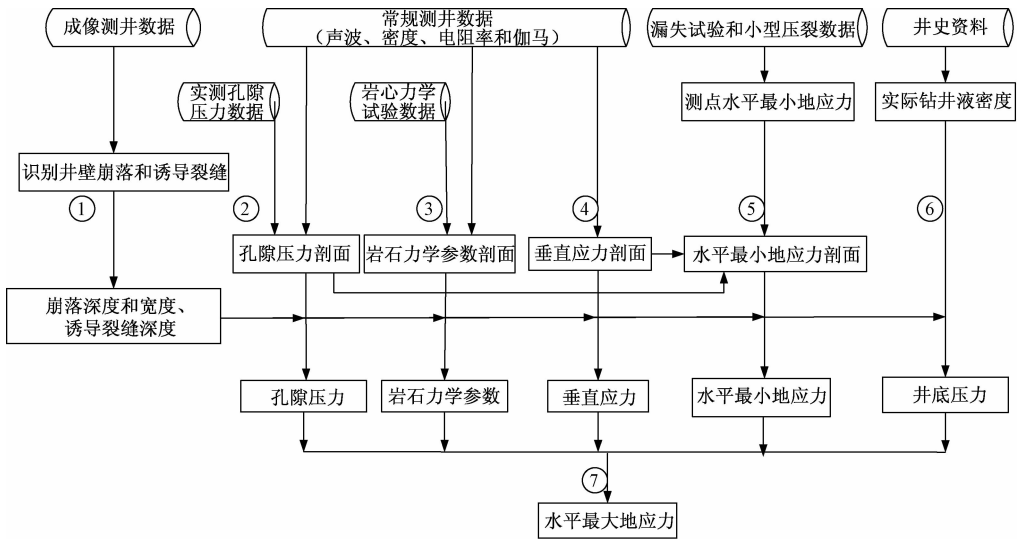 成像测井数据
常规测井数据
（声波、密度、电阻率和伽马）
漏失试验和小型压裂数据
井史资料
实测孔隙
压力数据
岩心力学
试验数据
测点水平最小地应力
实际钻井液密度
识别井壁崩落和诱导裂缝
①
②
③
④
⑤
⑥
孔隙压力剖面
岩石力学参数剖面
垂直应力剖面
水平最小地应力剖面
崩落深度和宽度、
诱导裂缝深度
孔隙压力
岩石力学参数
垂直应力
水平最小地应力
井底压力
⑦
水平最大地应力